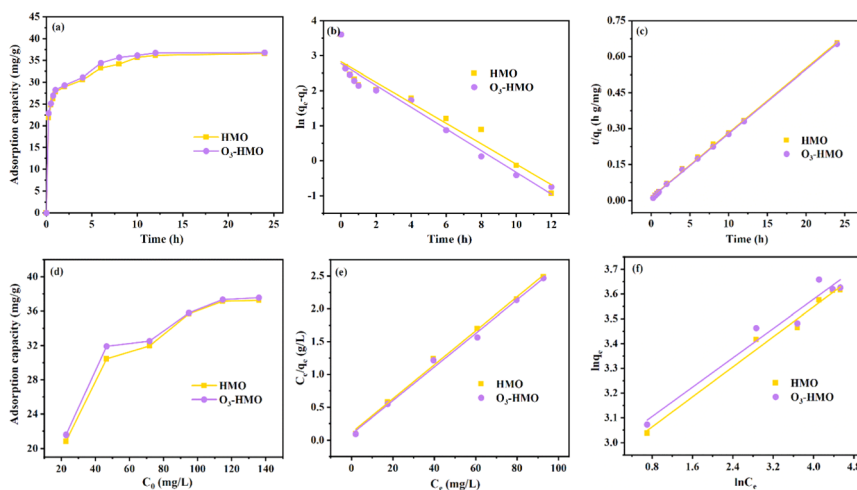 (a)
Adsorption capacity (mg/g)
45
40
35
30
25
20
15
10
5
0
HMO
O₃-HMO
0 5 10 15 20 25
Time (h)
(b)
ln (qₑ-qₜ)
4
3
2
1
0
-1
HMO
O₃-HMO
0 2 4 6 8 10 12
Time (h)
(c)
t/qₜ (h g/mg)
0.60
0.45
0.30
0.15
0.00
HMO
O₃-HMO
0 5 10 15 20 25
Time (h)
(d)
Adsorption capacity (mg/g)
40
36
32
28
24
20
HMO
O₃-HMO
20 40 60 80 100 120 140
C₀ (mg/L)
(e)
Cₑ/qₑ (g/L)
2.5
2.0
1.5
1.0
0.5
0.0
HMO
O₃-HMO
0 20 40 60 80 100
Cₑ (mg/L)
(f)
lnqₑ
3.7
3.6
3.5
3.4
3.3
3.2
3.1
3.0
HMO
O₃-HMO
0.8 1.6 2.4 3.2 4.0 4.8
lnCₑ